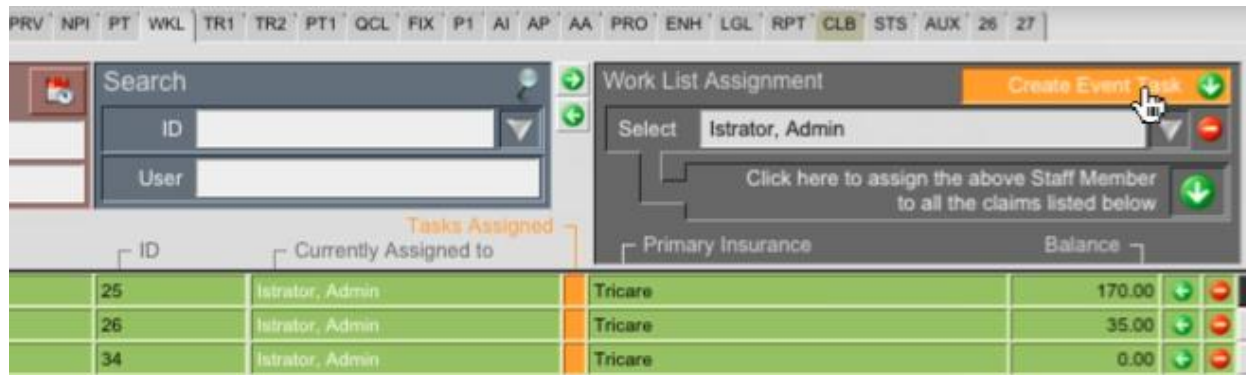 PRV NPI PT WKL TR1 TR2 PT1 QCL FIX P1 AI AP AA PRO ENH LGL RPT CLB STS AUX 26 27
Search
ID
User
Work List Assignment
Create Event Task
Select Istrator, Admin
Click here to assign the above Staff Member
to all the claims listed below
Tasks Assigned
ID Currently Assigned to Primary Insurance Balance
25 Istrator, Admin Tricare 170.00
26 Istrator, Admin Tricare 35.00
34 Istrator, Admin Tricare 0.00